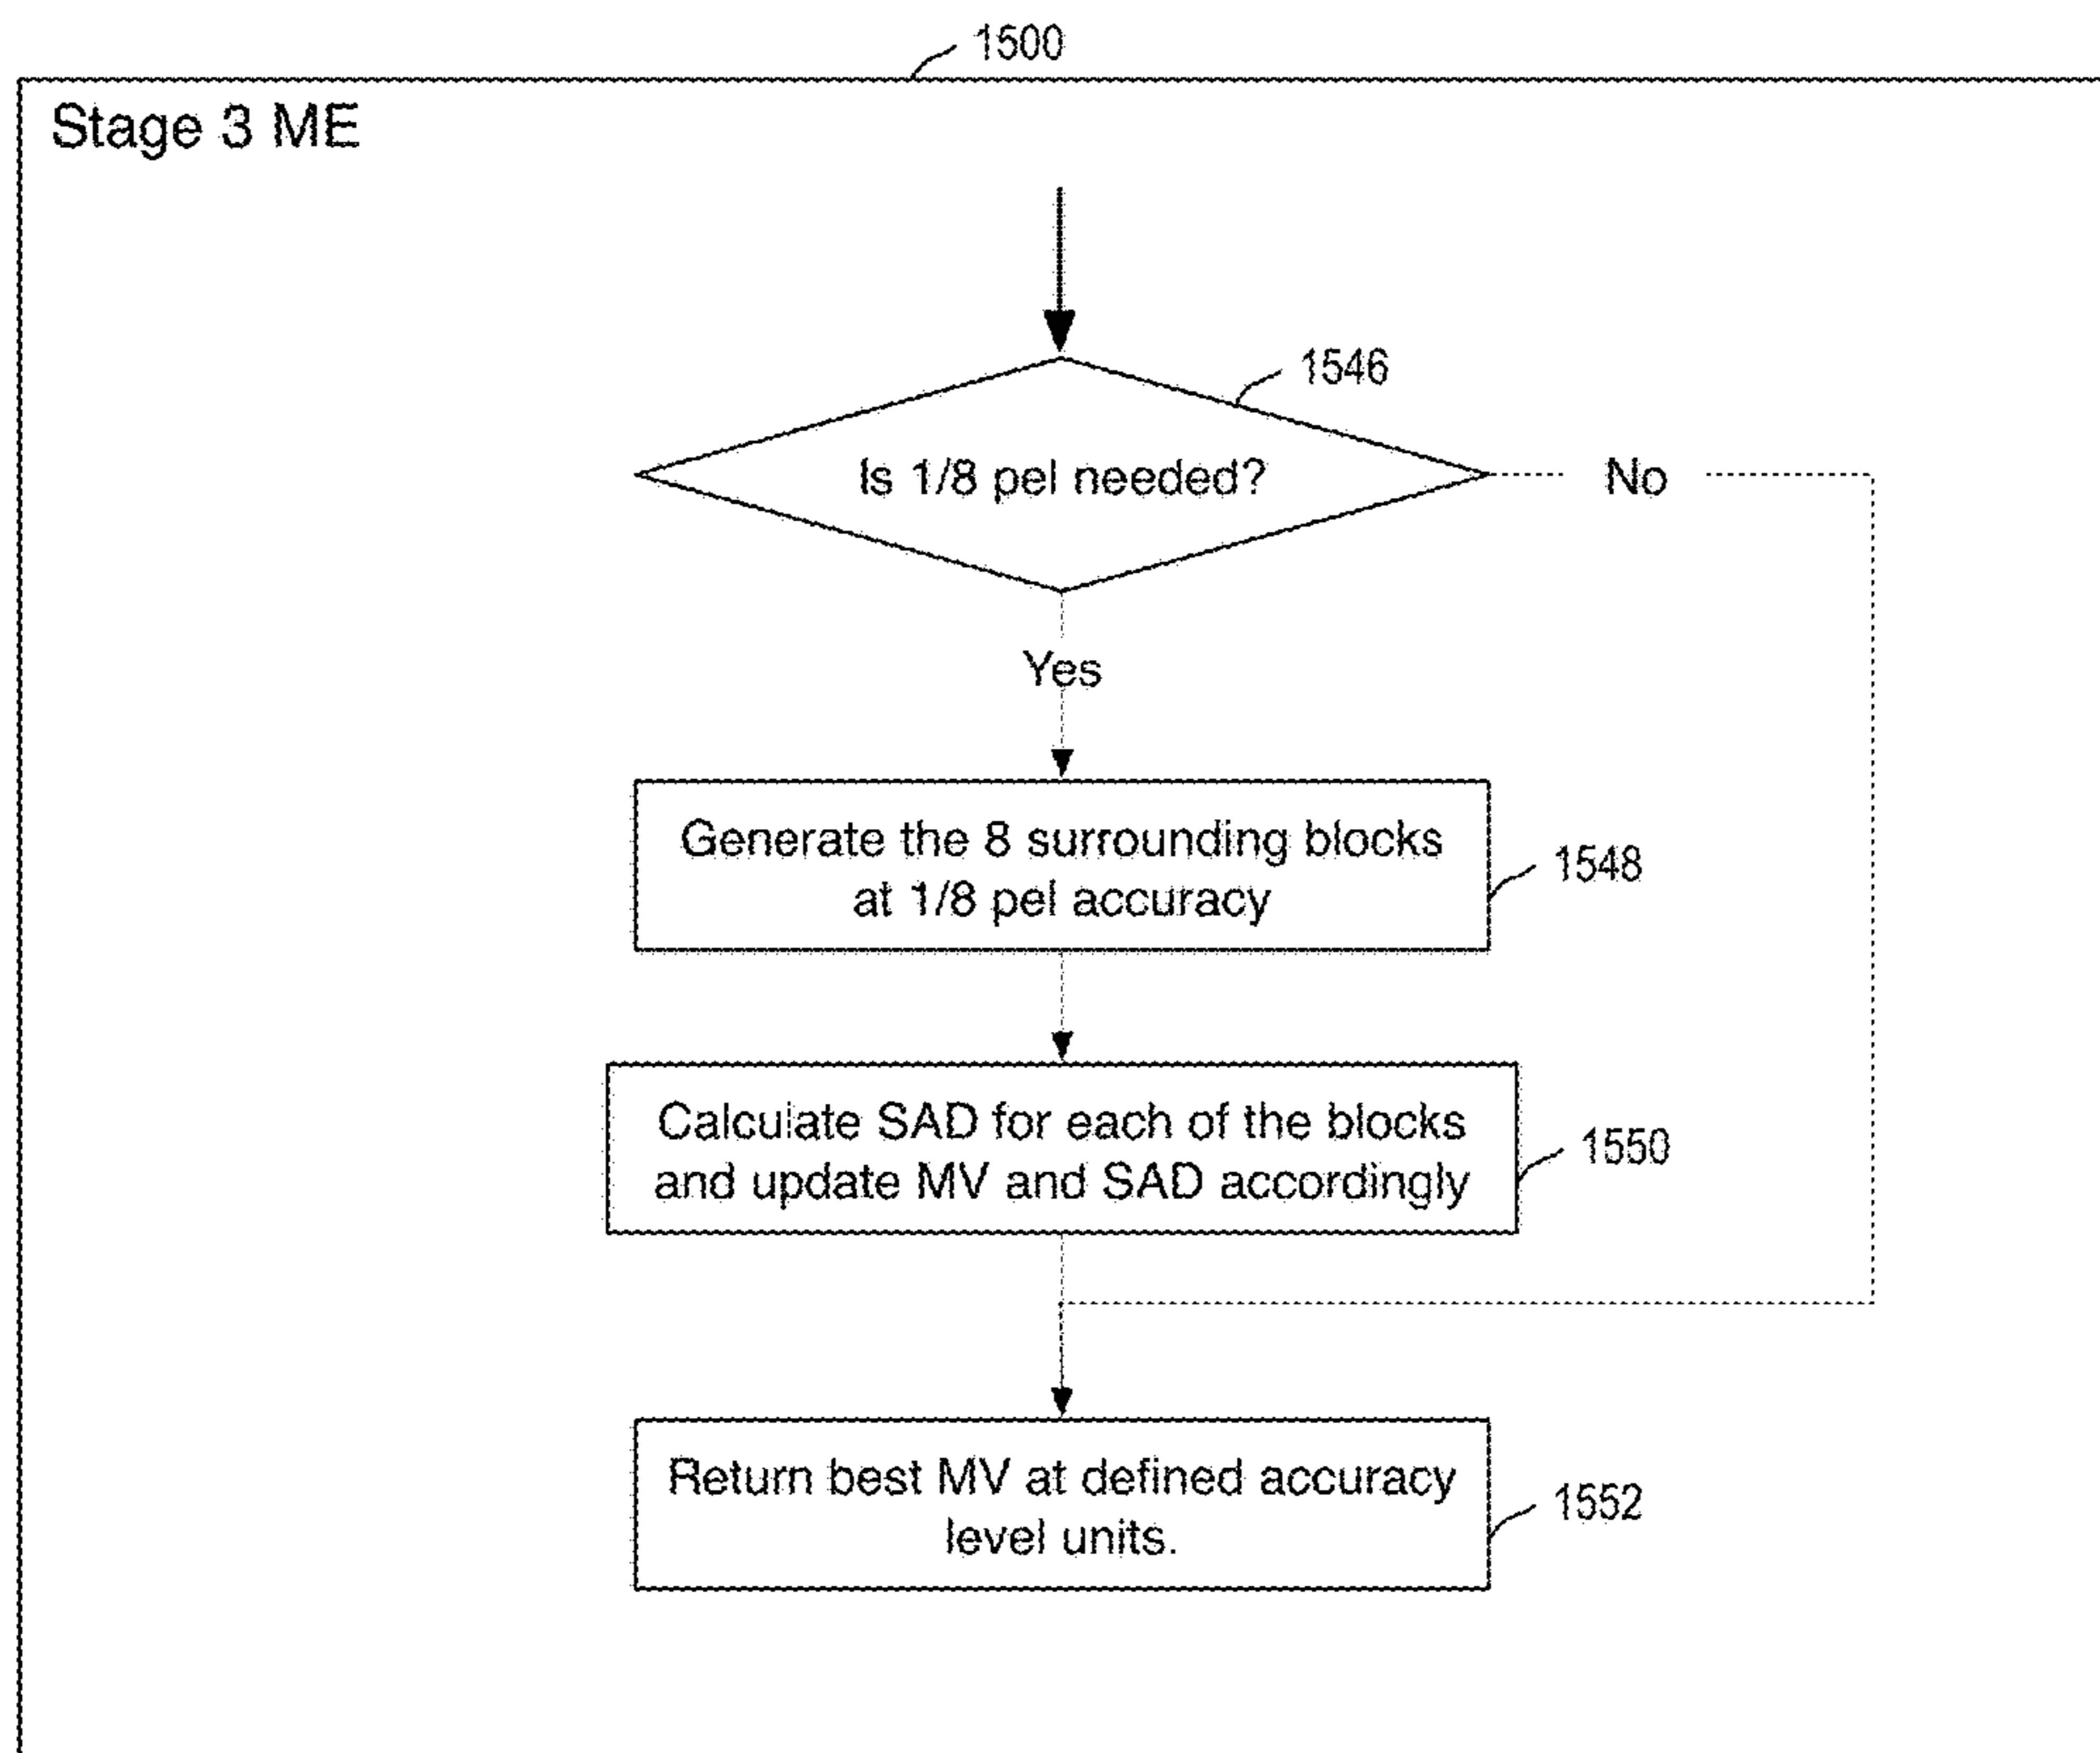 1500
Stage 3 ME
1546
Is 1/8 pel needed?
No
Yes
Generate the 8 surrounding blocks
at 1/8 pel accuracy
1548
Calculate SAD for each of the blocks
and update MV and SAD accordingly
1550
Return best MV at defined accuracy
level units.
1552